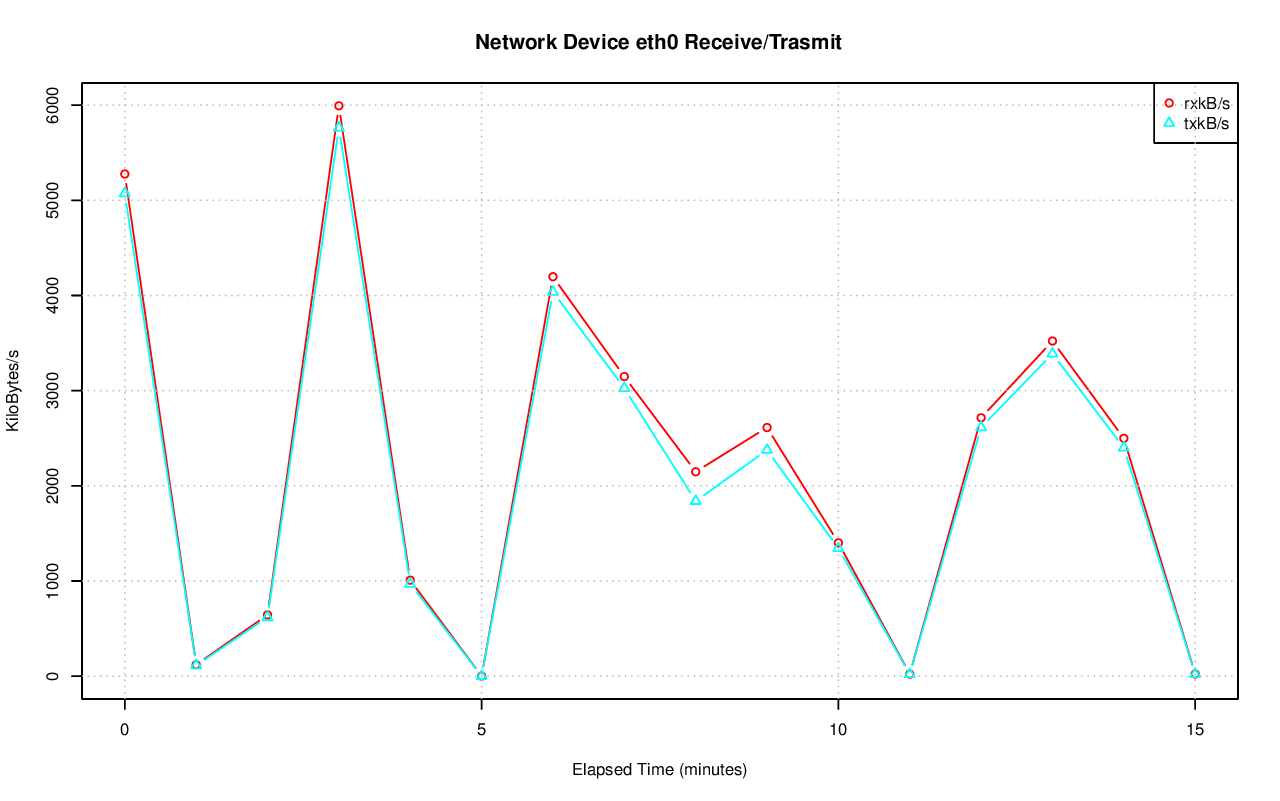 Network Device eth0 Receive/Trasmit
rxkB/s
txkB/s
KiloBytes/s
6000
5000
4000
3000
2000
1000
0
0 5 10 15
Elapsed Time (minutes)